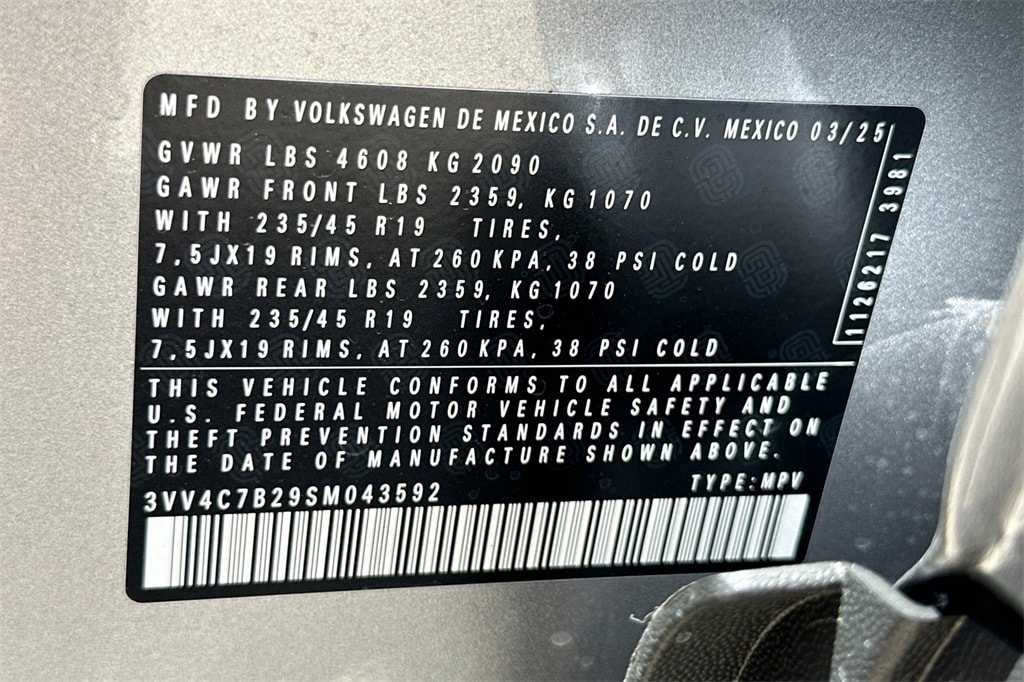 MFD BY VOLKSWAGEN DE MEXICO S.A. DE C.V. MEXICO 03/25
GVWR LBS 4608 KG 2090
GAWR FRONT LBS 2359, KG1070
WITH 235/45 R19 TIRES,
7,5JX19 RIMS, AT 260 KPA, 38 PSI COLD
GAWR REAR LBS 2359, KG1070
WITH 235/45 R19 TIRES,
7,5JX19 RIMS, AT 260 KPA, 38 PSI COLD
1126217 3981
THIS VEHICLE CONFORMS TO ALL APPLICABLE
U.S. FEDERAL MOTOR VEHICLE SAFETY AND
THEFT PREVENTION STANDARDS IN EFFECT ON
THE DATE OF MANUFACTURE SHOWN ABOVE.
3VV4C7B29SM043592 TYPE:MPV